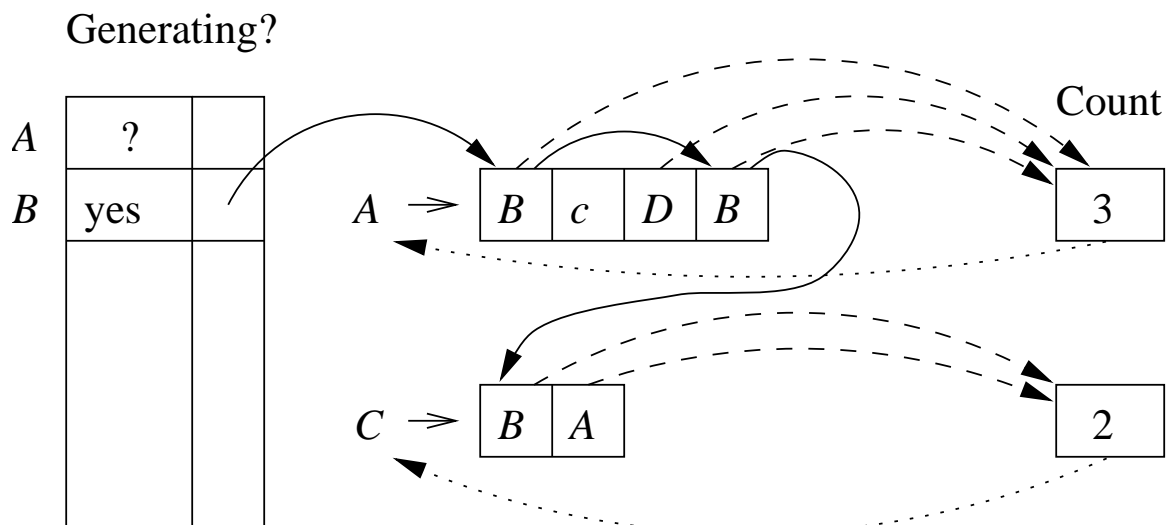 Generating?
Count
A ? 
B yes
A ⇒ B c D B 3
C ⇒ B A 2